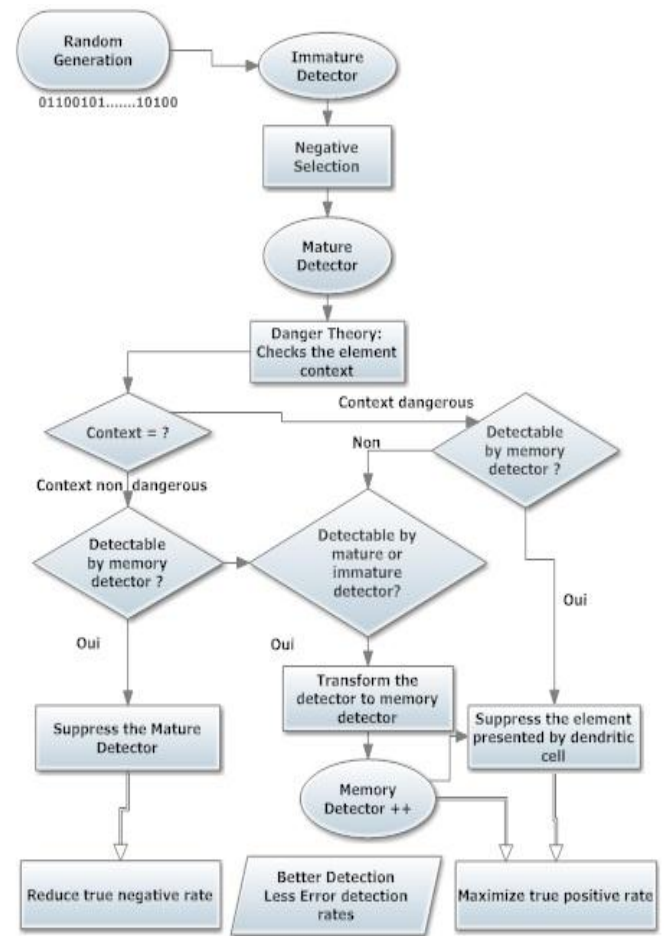 Random
Generation
01100101.......10100
Immature
Detector
Negative
Selection
Mature
Detector
Danger Theory:
Checks the element
context
Context dangerous
Context = ?
Non
Detectable
by memory
detector ?
Context non dangerous
Detectable
by memory
detector ?
Detectable by
mature or
immature
detector?
Oui
Oui
Oui
Transform the
detector to memory
detector
Suppress the Mature
Detector
Suppress the element
presented by dendritic
cell
Memory
Detector ++
Reduce true negative rate
Better Detection
Less Error detection
rates
Maximize true positive rate